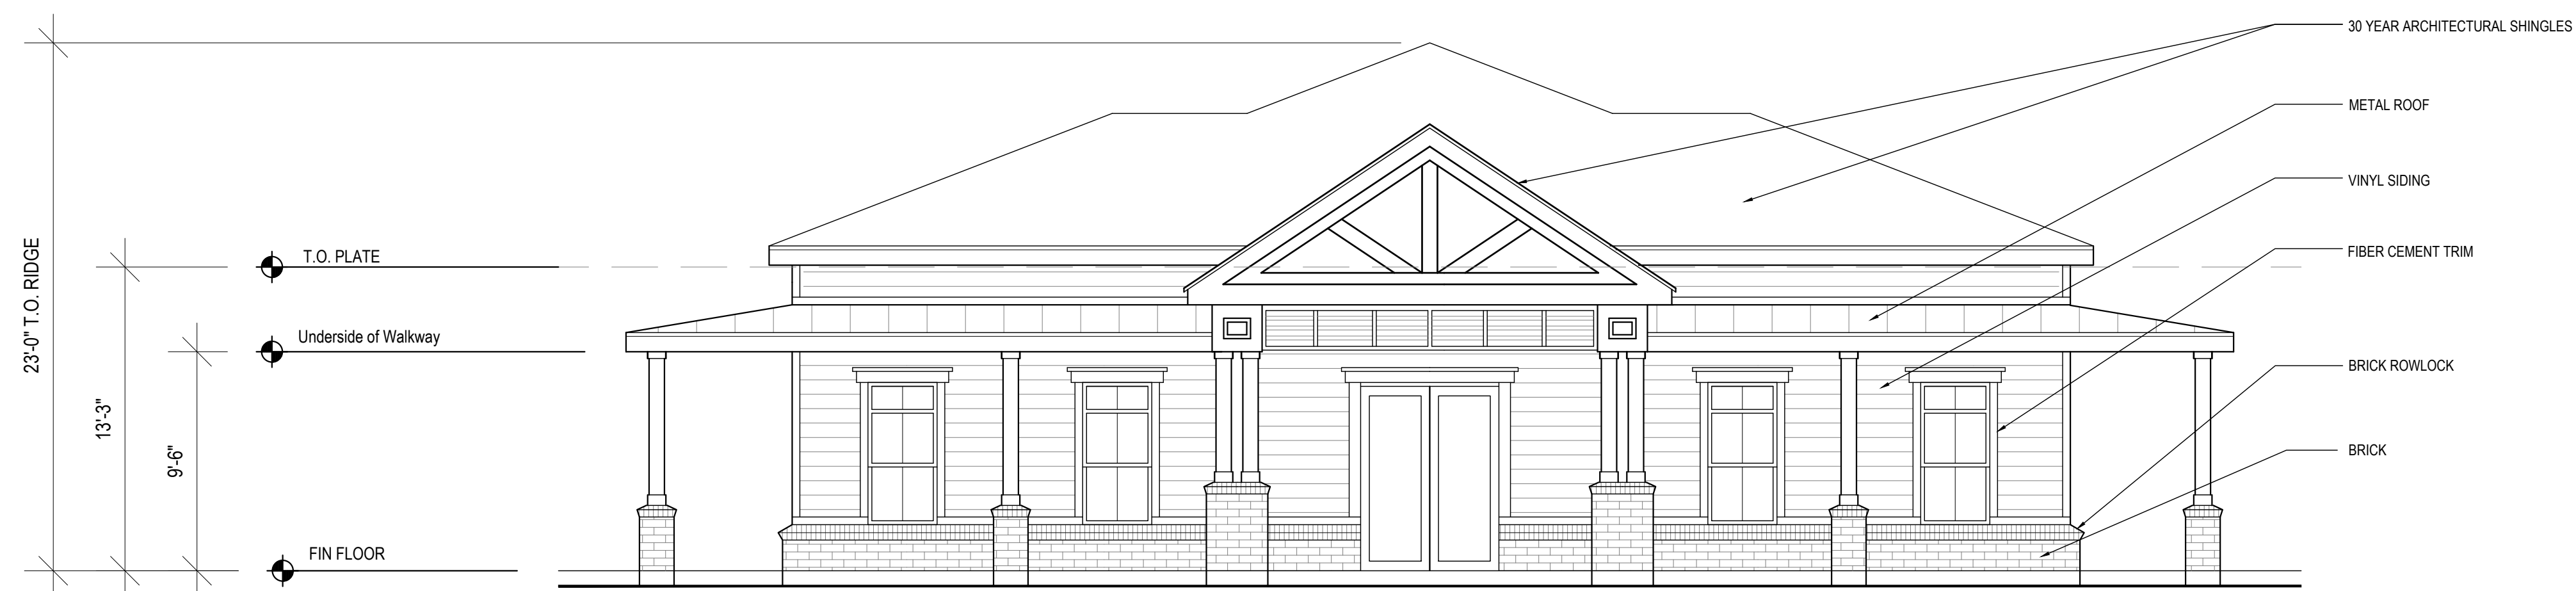 30 YEAR ARCHITECTURAL SHINGLES
METAL ROOF
VINYL SIDING
FIBER CEMENT TRIM
BRICK ROWLOCK
BRICK
23'-0" T.O. RIDGE
T.O. PLATE
Underside of Walkway
13'-3"
9'-6"
FIN FLOOR